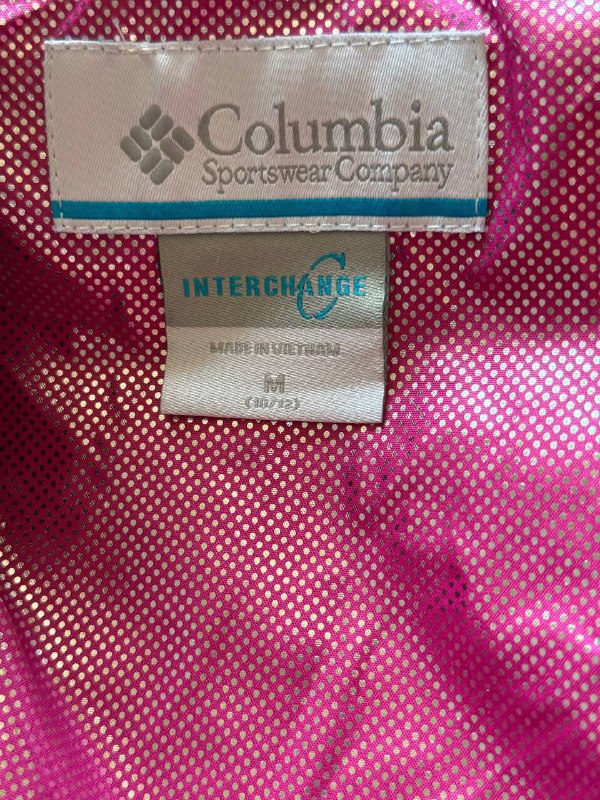 Columbia
Sportswear Company
INTERCHANGE
MADE IN VIETNAM
M
(10/12)